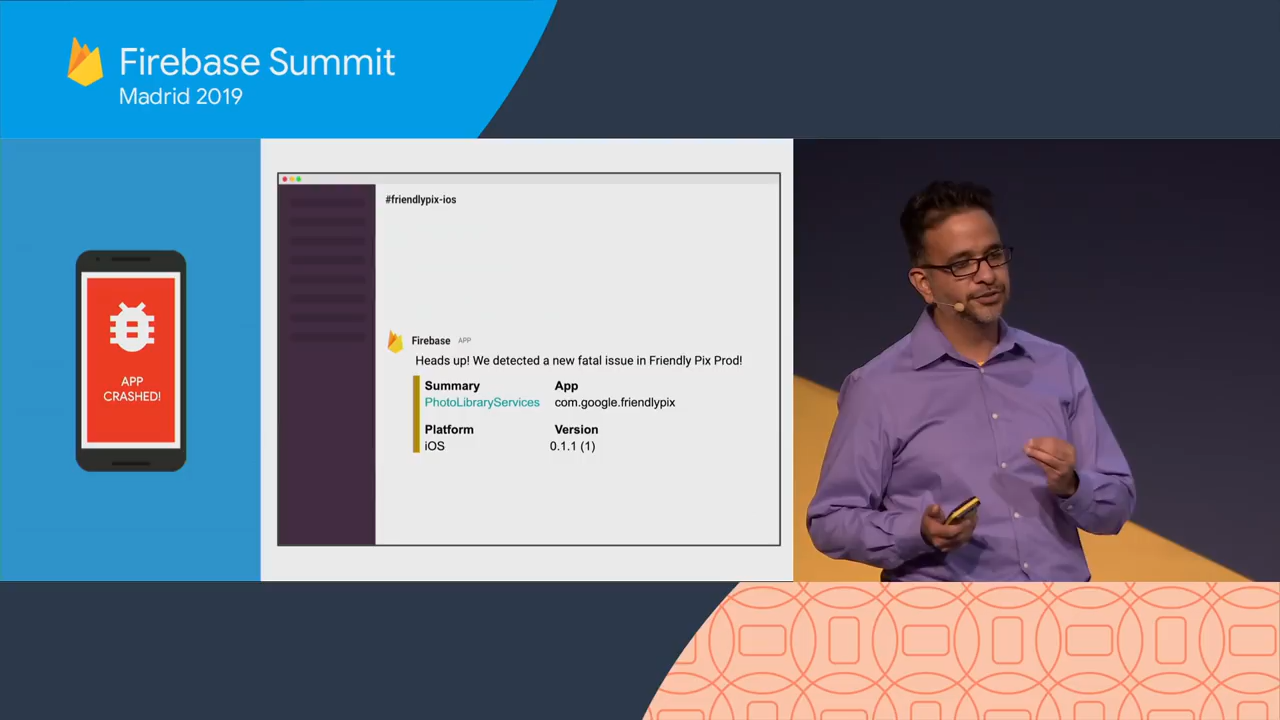 Firebase Summit
Madrid 2019
APP
CRASHED!
#friendlypix-ios
Firebase APP
Heads up! We detected a new fatal issue in Friendly Pix Prod!
Summary App
PhotoLibraryServices com.google.friendlypix
Platform Version
iOS 0.1.1 (1)